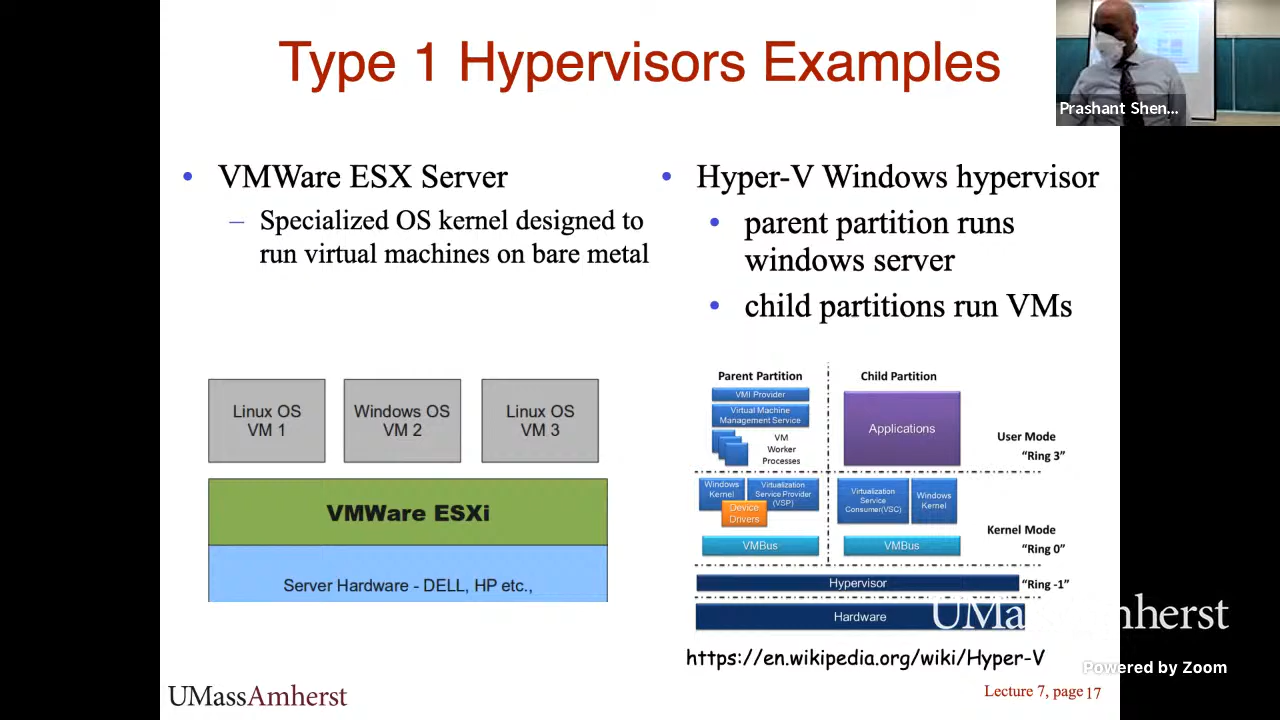 Type 1 Hypervisors Examples
Prashant Shen...
• VMWare ESX Server
– Specialized OS kernel designed to
run virtual machines on bare metal
• Hyper-V Windows hypervisor
• parent partition runs
windows server
• child partitions run VMs
Linux OS
VM 1
Windows OS
VM 2
Linux OS
VM 3
VMWare ESXi
Server Hardware - DELL, HP etc.,
Parent Partition
Child Partition
VMI Provider
Virtual Machine
Management Service
VM
Worker
Processes
Applications
User Mode
"Ring 3"
Windows
Kernel
Virtualization
Service Provider
(VSP)
Device
Drivers
Virtualization
Service
Consumer(VSC)
Windows
Kernel
Kernel Mode
"Ring 0"
VMBus
VMBus
Hypervisor
"Ring -1"
Hardware
UMassAmherst
https://en.wikipedia.org/wiki/Hyper-V
Powered by Zoom
UMassAmherst
Lecture 7, page 17